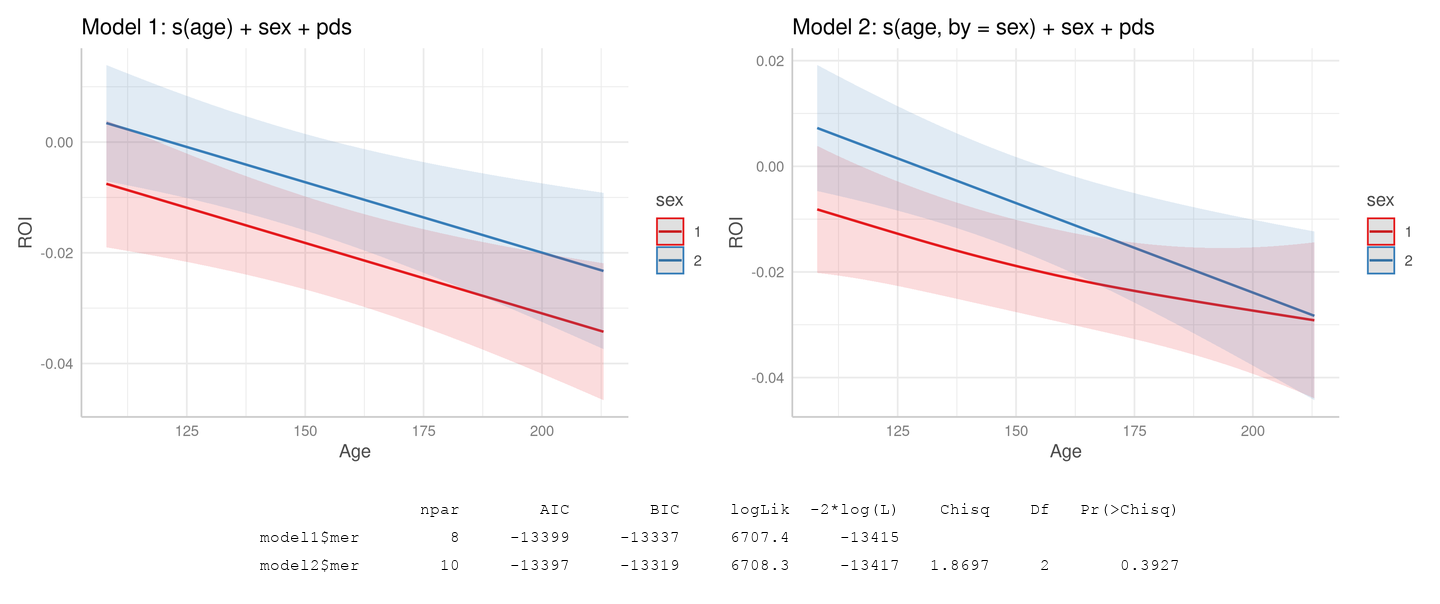 Model 1: s(age) + sex + pds
0.00
-0.02
-0.04
ROI
125 150 175 200
Age
sex
1
2
Model 2: s(age, by = sex) + sex + pds
0.02
0.00
-0.02
-0.04
ROI
125 150 175 200
Age
sex
1
2
npar AIC BIC logLik -2*log(L) Chisq Df Pr(>Chisq)
model1$mer 8 -13399 -13337 6707.4 -13415
model2$mer 10 -13397 -13319 6708.3 -13417 1.8697 2 0.3927